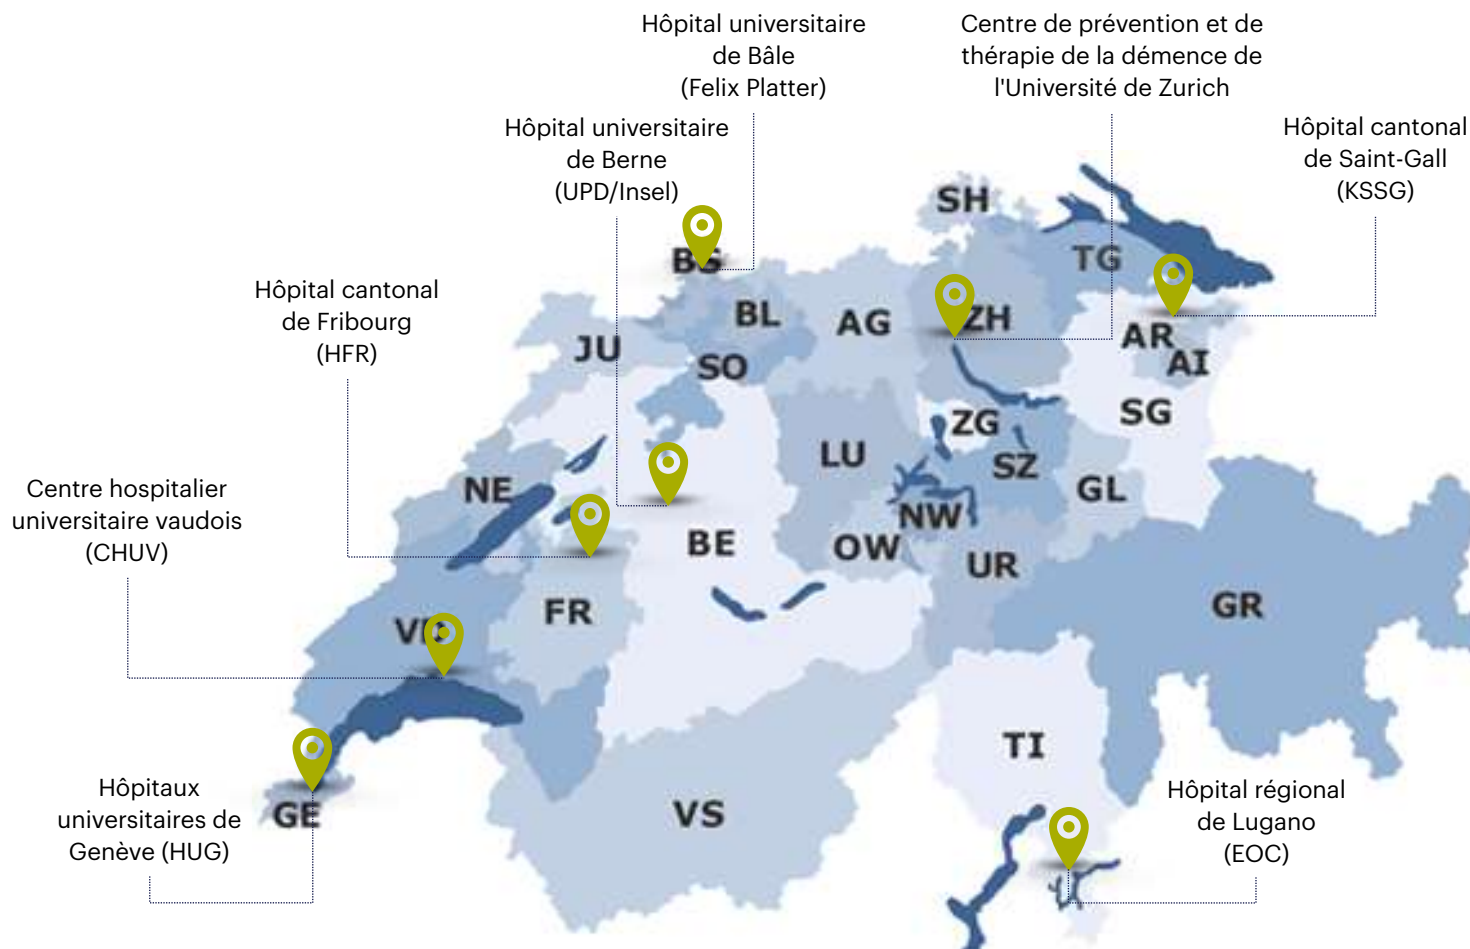 Hôpital universitaire
de Bâle
(Felix Platter)
Centre de prévention et de
thérapie de la démence de
l'Université de Zurich
Hôpital universitaire
de Berne
(UPD/Insel)
Hôpital cantonal
de Saint-Gall
(KSSG)
Hôpital cantonal
de Fribourg
(HFR)
Centre hospitalier
universitaire vaudois
(CHUV)
Hôpitaux
universitaires de
Genève (HUG)
Hôpital régional
de Lugano
(EOC)
SH
BS
TG
BL
AG
ZH
AR
JU
SO
AI
SG
ZG
LU
SZ
NE
GL
NW
BE
OW
UR
FR
GR
VD
TI
GE
VS